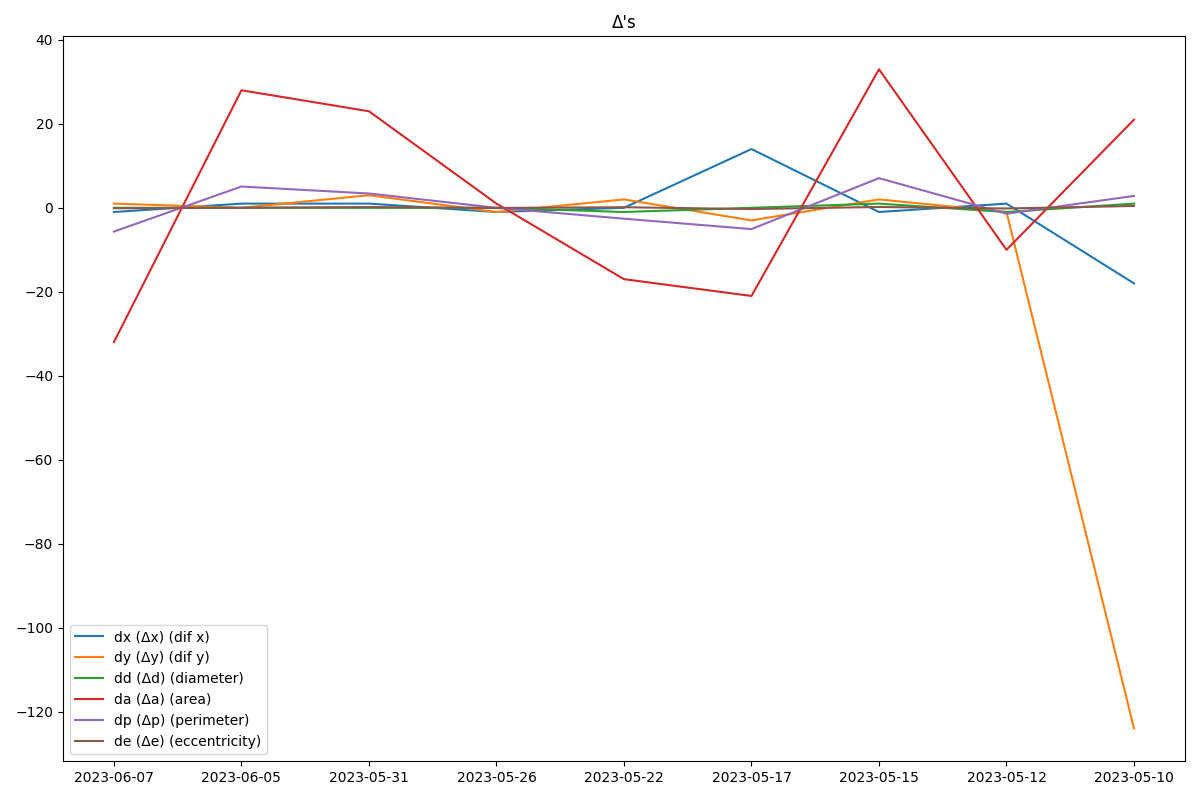 Δ's
40
20
0
−20
−40
−60
−80
−100
−120
dx (Δx) (dif x)
dy (Δy) (dif y)
dd (Δd) (diameter)
da (Δa) (area)
dp (Δp) (perimeter)
de (Δe) (eccentricity)
2023-06-07 2023-06-05 2023-05-31 2023-05-26 2023-05-22 2023-05-17 2023-05-15 2023-05-12 2023-05-10